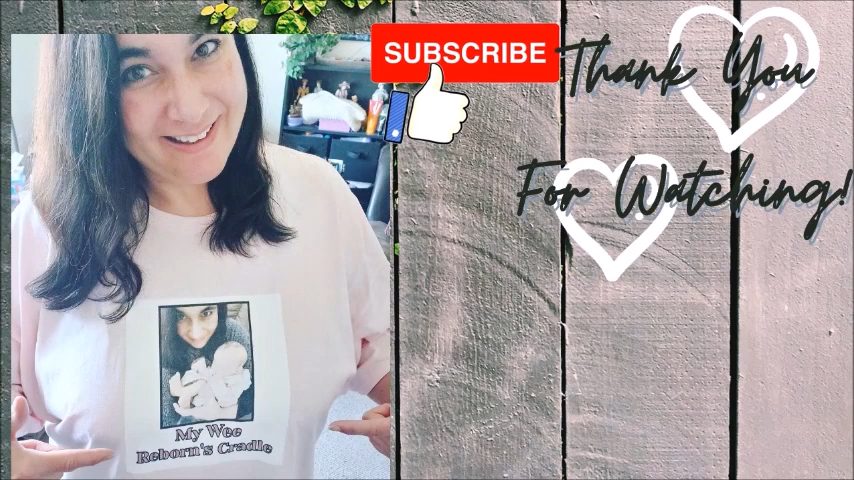 SUBSCRIBE
Thank You
For Watching!
My Wee
Reborn's Cradle